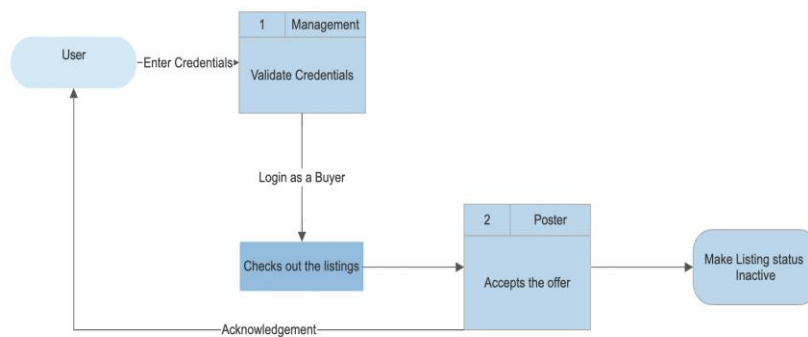 1 Management
User
Enter Credentials
Validate Credentials
Login as a Buyer
2 Poster
Checks out the listings
Accepts the offer
Make Listing status
Inactive
Acknowledgement